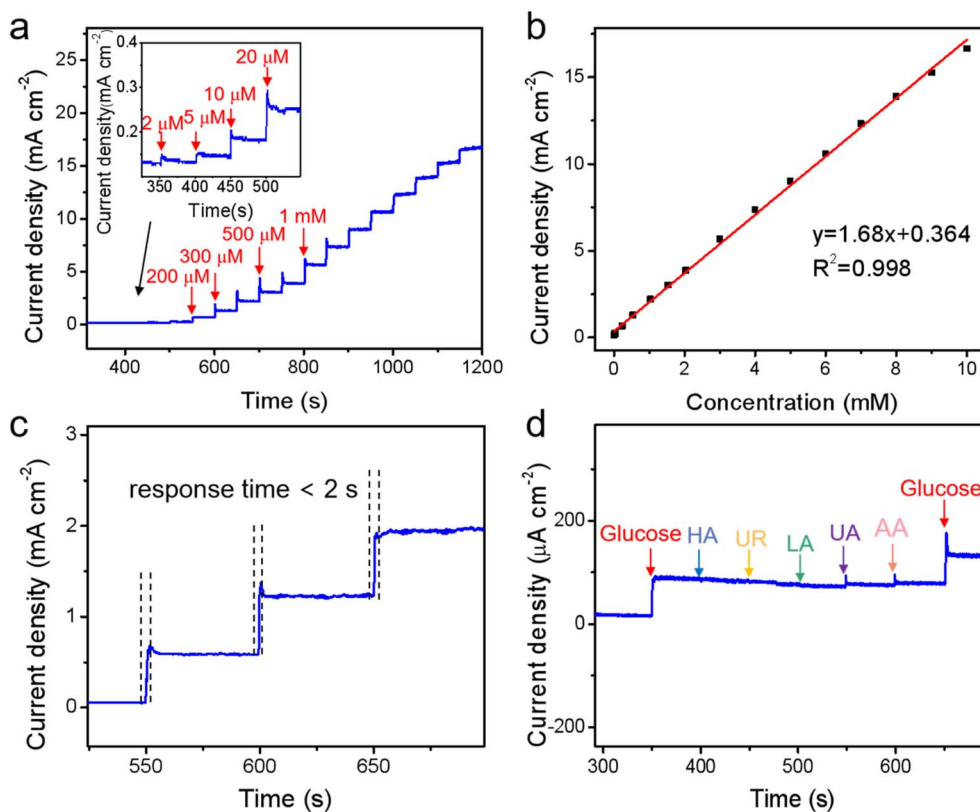 a
Current density (mA cm-2)
25
20
15
10
5
0
400
600
800
1000
1200
Time (s)
200 μM
300 μM
500 μM
1 mM
Current density(mA cm-2)
0.4
0.3
0.2
2 μM
5 μM
10 μM
20 μM
350
400
450
500
Time(s)
b
Current density (mA cm-2)
15
10
5
0
0
2
4
6
8
10
Concentration (mM)
y=1.68x+0.364
R2=0.998
c
Current density (mA cm-2)
3
2
1
0
550
600
650
Time (s)
response time < 2 s
d
Current density (μA cm-2)
200
0
-200
300
400
500
600
Time (s)
Glucose
HA
UR
LA
UA
AA
Glucose